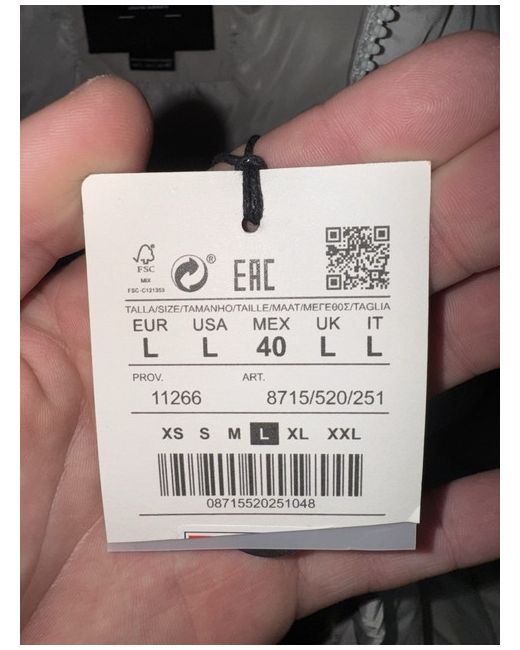 FSC
MIX
FSC-C121353
®
EAC
TALLA/SIZE/TAMANHO/TAILLE/MAAT/ΜΕΓΕΘΟΣ/TAGLIA
EUR USA MEX UK IT
L L 40 L L
PROV. ART.
11266 8715/520/251
XS S M L XL XXL
08715520251048